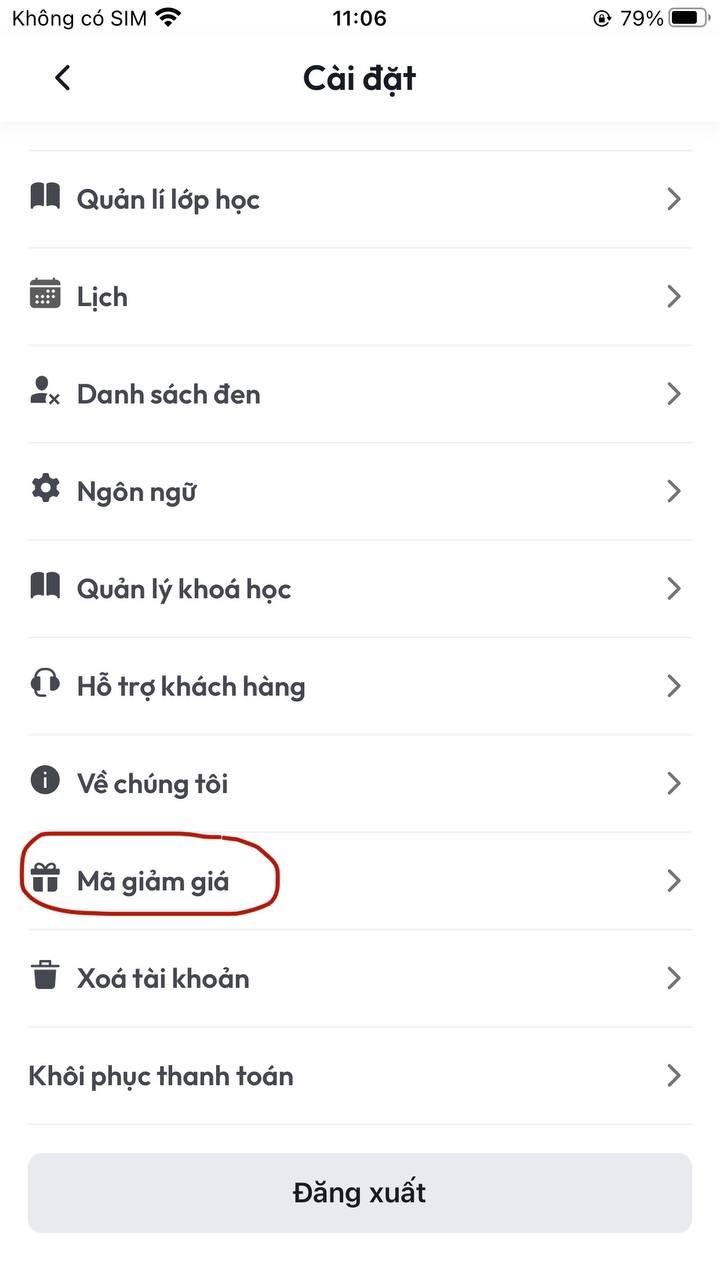 Không có SIM 11:06 79%
Cài đặt
Quản lí lớp học
Lịch
Danh sách đen
Ngôn ngữ
Quản lý khoá học
Hỗ trợ khách hàng
Về chúng tôi
Mã giảm giá
Xoá tài khoản
Khôi phục thanh toán
Đăng xuất